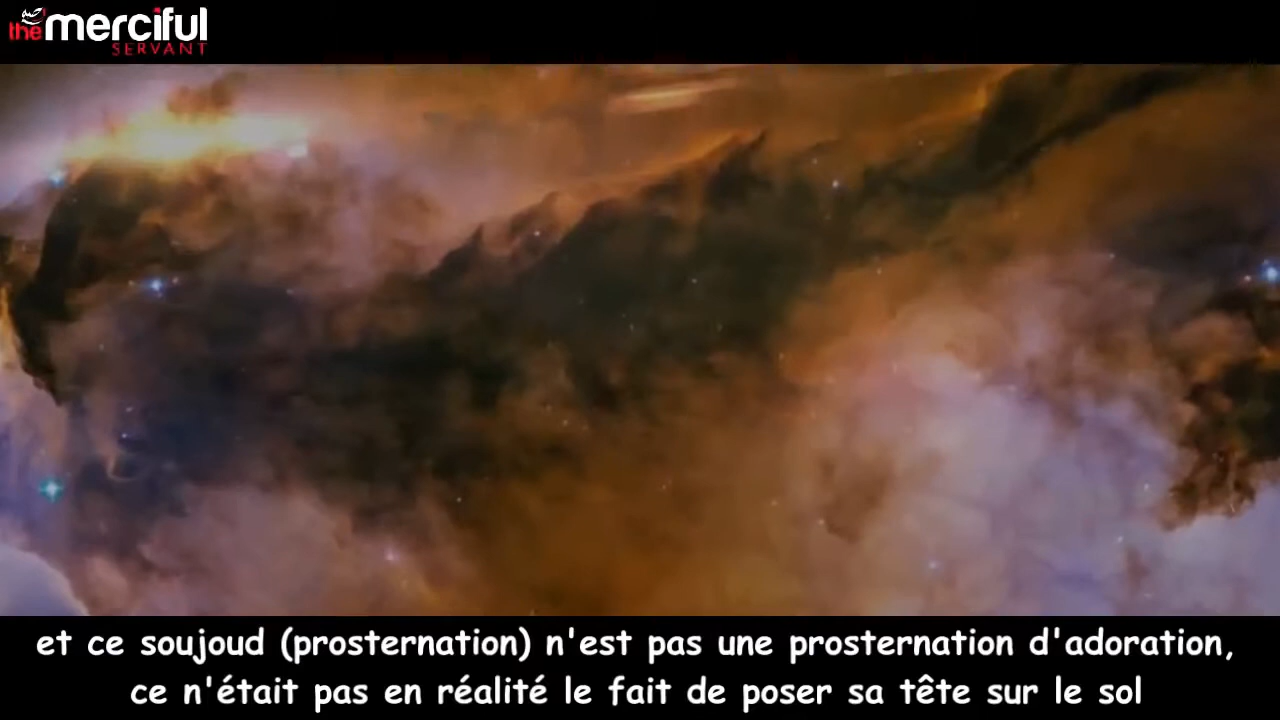 the merciful
SERVANT
et ce soujoud (prosternation) n'est pas une prosternation d'adoration,
ce n'était pas en réalité le fait de poser sa tête sur le sol